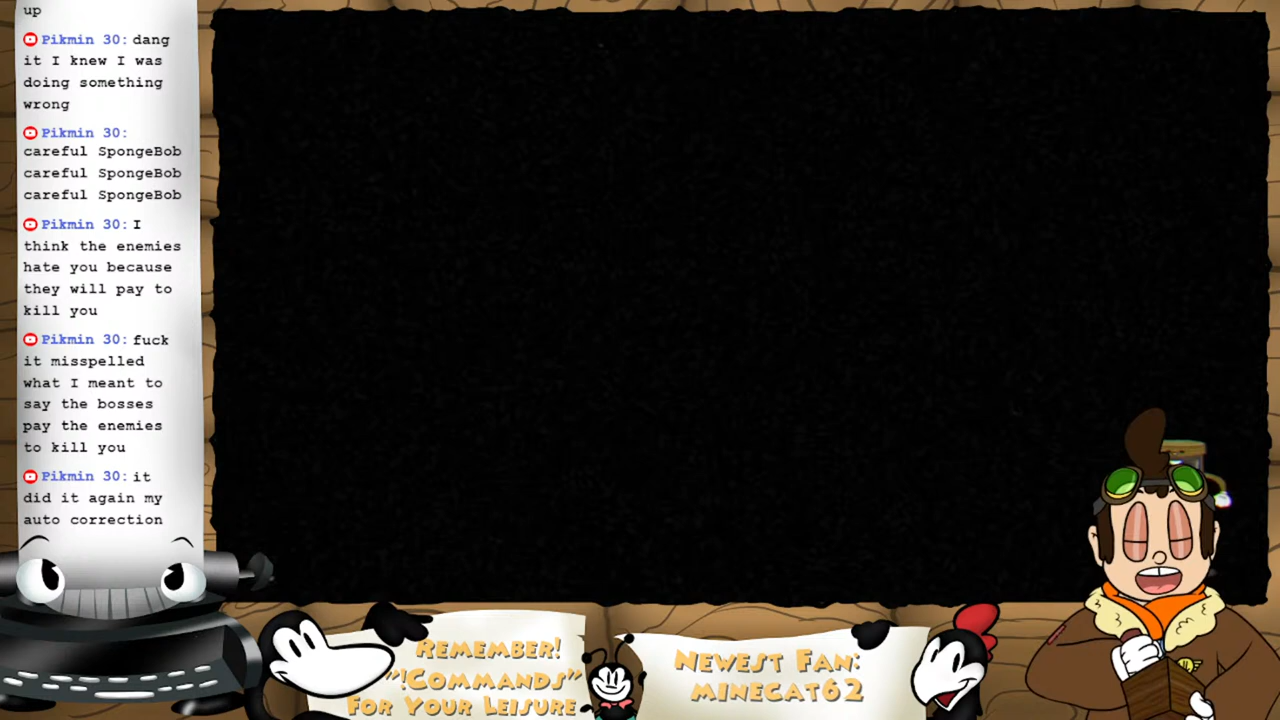 up
Pikmin 30: dang
it I knew I was
doing something
wrong
Pikmin 30:
careful SpongeBob
careful SpongeBob
careful SpongeBob
Pikmin 30: I
think the enemies
hate you because
they will pay to
kill you
Pikmin 30: fuck
it misspelled
what I meant to
say the bosses
pay the enemies
to kill you
Pikmin 30: it
did it again my
auto correction
Remember!
"!Commands"
For Your Leisure
Newest Fan:
minecat62